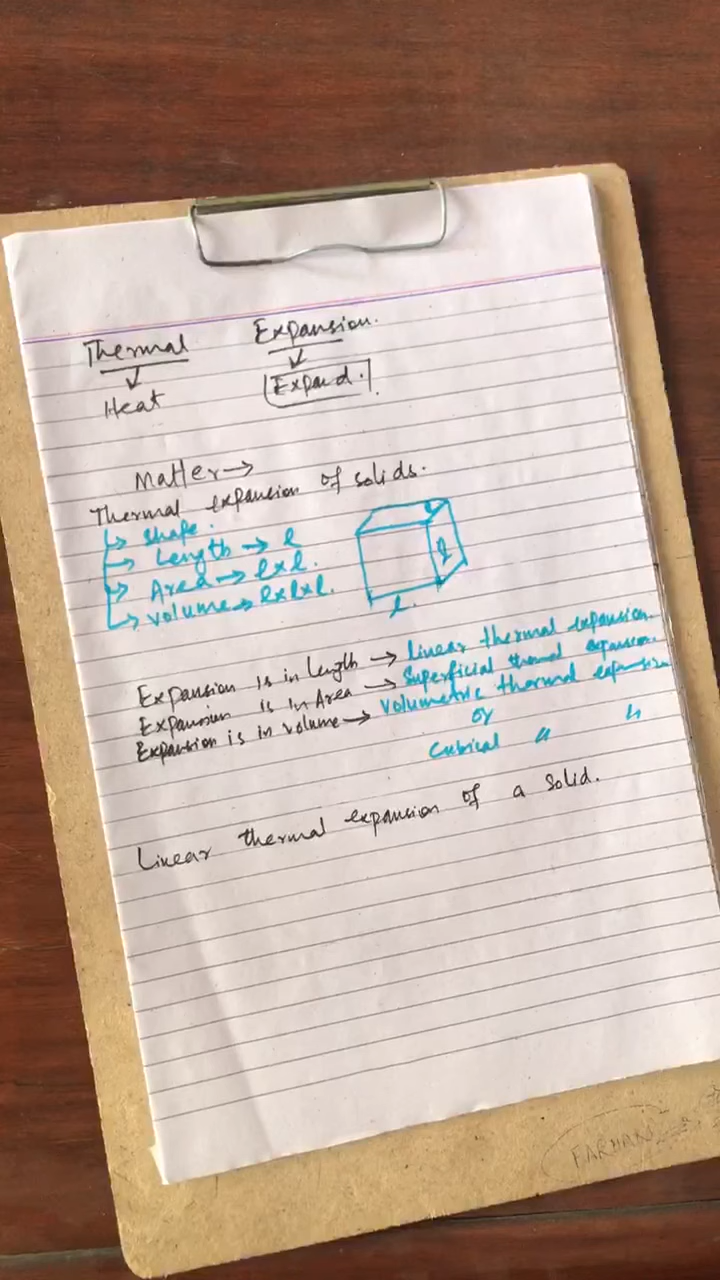 Thermal Expansion.
Heat Expand.
Matter→
Thermal expansion of solids.
↳ shape.
→ Length → l
→ Area → l×l.
↳ volume → l×l×l.
l
l
l.
Expansion is in length → Linear thermal expansion.
Expansion is in Area → Superficial thermal expansion.
Expansion is in volume → Volumetric thermal expansion
or
Cubical " "
Linear thermal expansion of a solid.
FARHAN